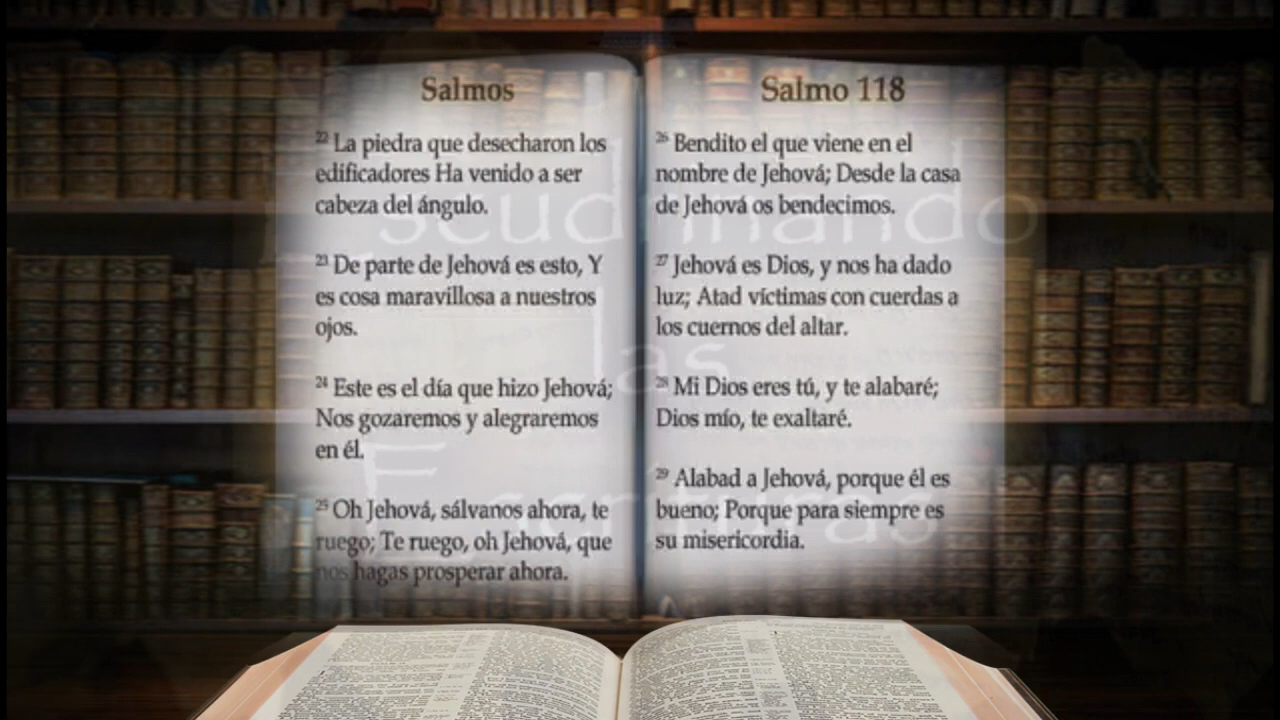 Salmos
22 La piedra que desecharon los
edificadores Ha venido a ser
cabeza del ángulo.
23 De parte de Jehová es esto, Y
es cosa maravillosa a nuestros
ojos.
24 Este es el día que hizo Jehová;
Nos gozaremos y alegraremos
en él.
25 Oh Jehová, sálvanos ahora, te
ruego; Te ruego, oh Jehová, que
nos hagas prosperar ahora.
Salmo 118
26 Bendito el que viene en el
nombre de Jehová; Desde la casa
de Jehová os bendecimos.
27 Jehová es Dios, y nos ha dado
luz; Atad víctimas con cuerdas a
los cuernos del altar.
28 Mi Dios eres tú, y te alabaré;
Dios mío, te exaltaré.
29 Alabad a Jehová, porque él es
bueno; Porque para siempre es
su misericordia.
Escudriñando
las
Escrituras